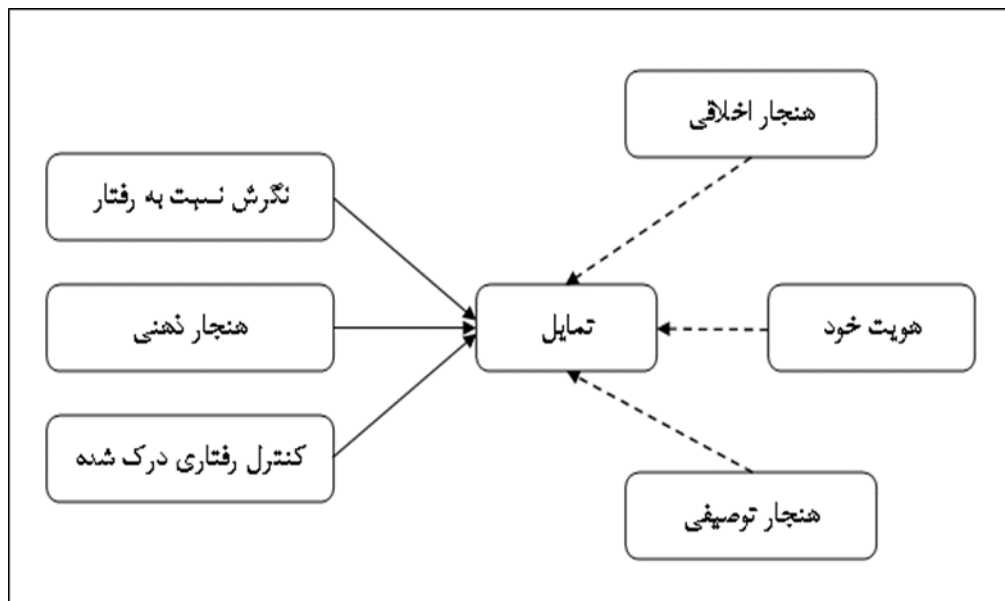 هنجار اخلاقی
نگرش نسبت به رفتار
هنجار ذهنی
تمایل
هویت خود
کنترل رفتاری درک شده
هنجار توصیفی